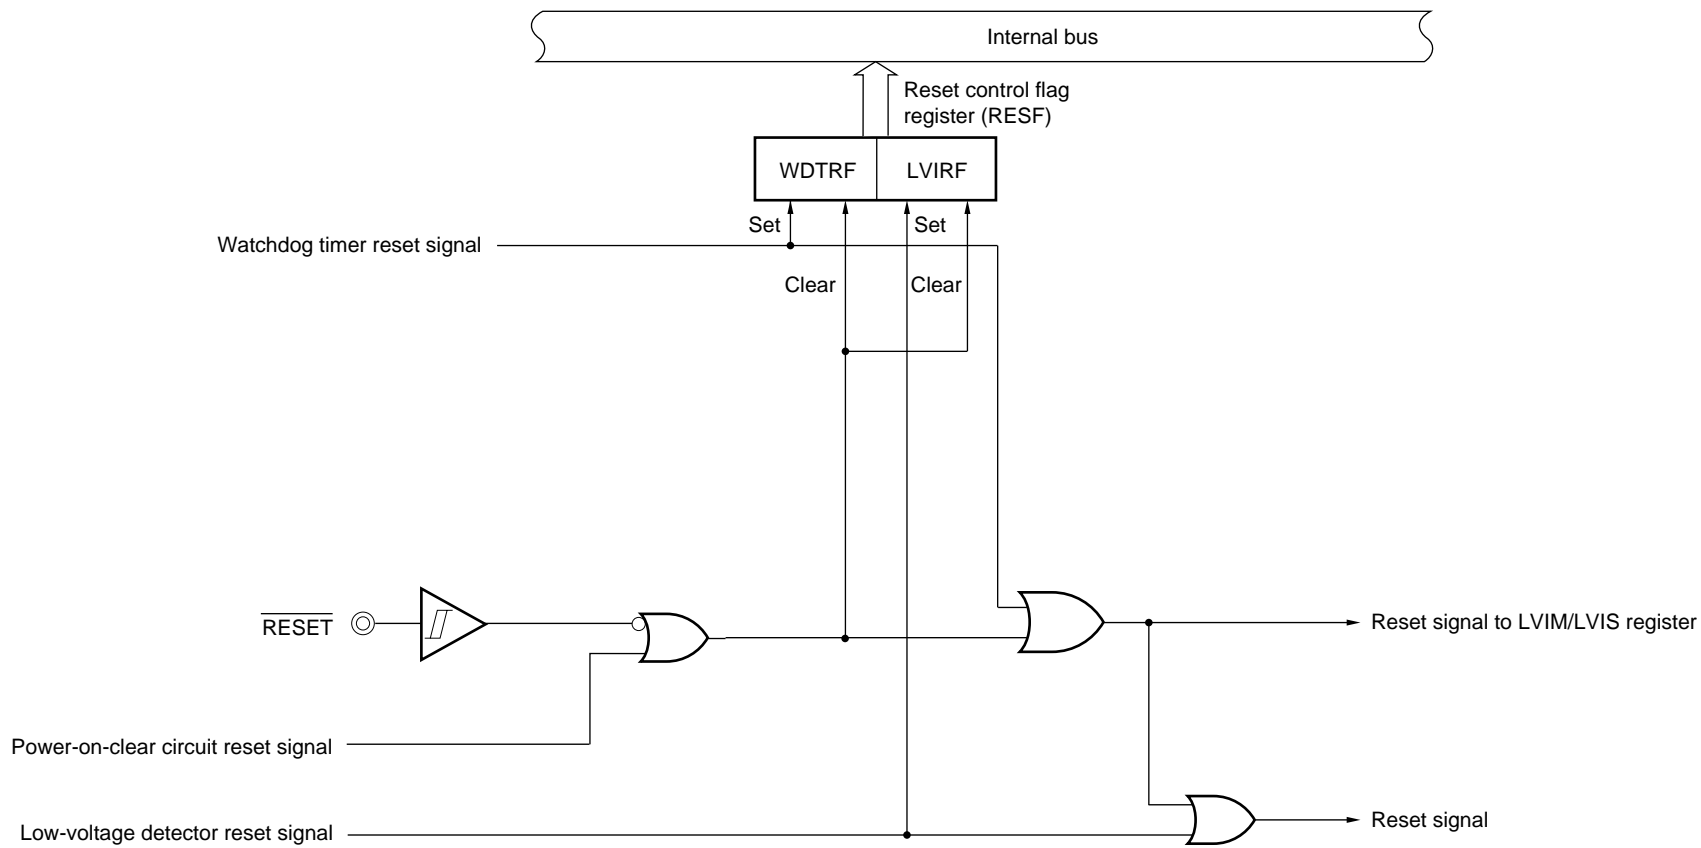 Internal bus
Reset control flag
register (RESF)
WDTRF
LVIRF
Set
Set
Watchdog timer reset signal
Clear
Clear
RESET
Reset signal to LVIM/LVIS register
Power-on-clear circuit reset signal
Low-voltage detector reset signal
Reset signal